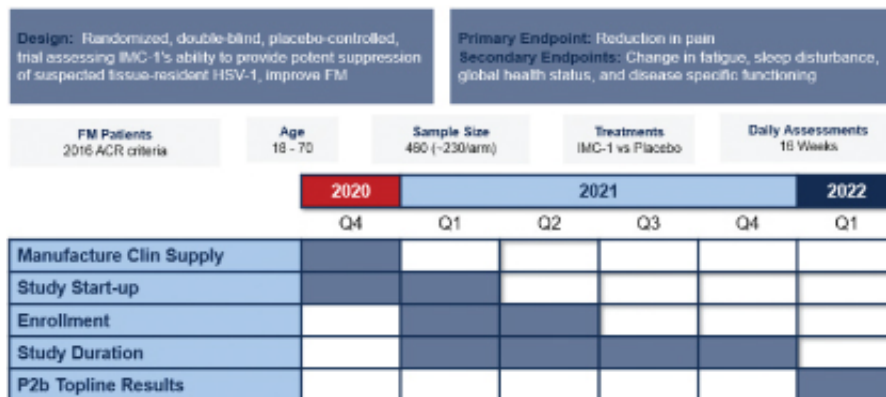 Design: Randomized, double-blind, placebo-controlled,
trial assessing IMC-1's ability to provide potent suppression
of suspected tissue-resident HSV-1, improve FM
Primary Endpoint: Reduction in pain
Secondary Endpoints: Change in fatigue, sleep disturbance,
global health status, and disease specific functioning
FM Patients
2016 ACR criteria
Age
18 - 70
Sample Size
460 (~230/arm)
Treatments
IMC-1 vs Placebo
Daily Assessments
16 Weeks
2020 2021 2022
Q4 Q1 Q2 Q3 Q4 Q1
Manufacture Clin Supply
Study Start-up
Enrollment
Study Duration
P2b Topline Results